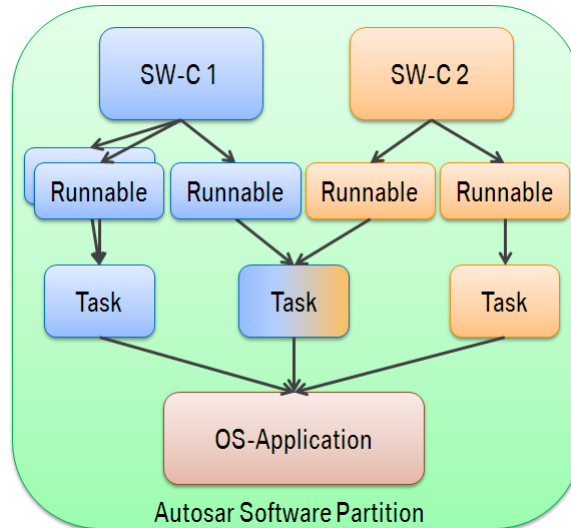 SW-C 1
SW-C 2
Runnable
Runnable
Runnable
Runnable
Task
Task
Task
OS-Application
Autosar Software Partition